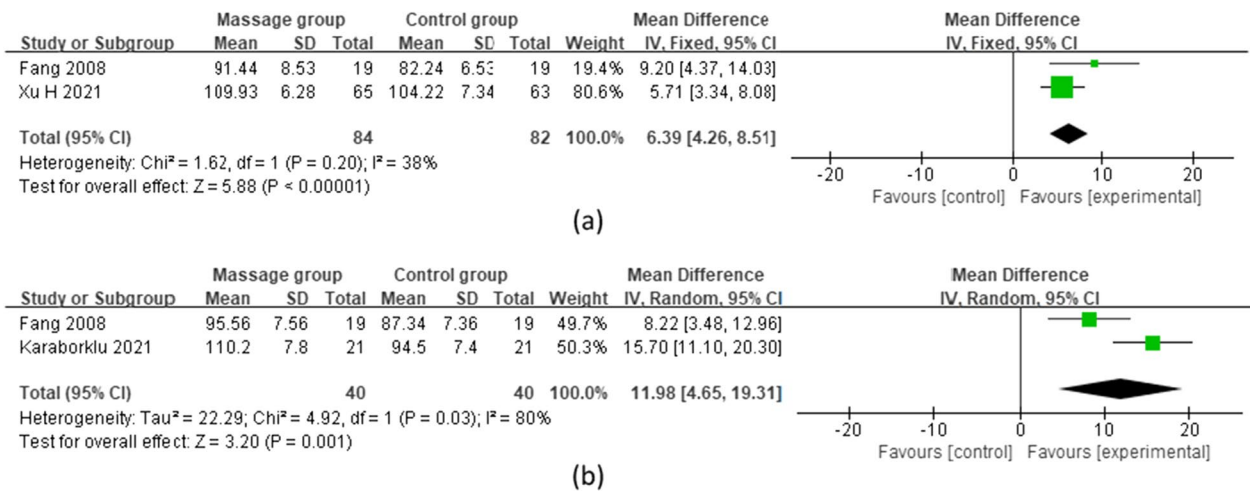 Massage group Control group Mean Difference Mean Difference
Study or Subgroup Mean SD Total Mean SD Total Weight IV, Fixed, 95% CI IV, Fixed, 95% CI
Fang 2008 91.44 8.53 19 82.24 6.53 19 19.4% 9.20 [4.37, 14.03]
Xu H 2021 109.93 6.28 65 104.22 7.34 63 80.6% 5.71 [3.34, 8.08]
Total (95% CI) 84 82 100.0% 6.39 [4.26, 8.51]
Heterogeneity: Chi² = 1.62, df = 1 (P = 0.20); I² = 38%
Test for overall effect: Z = 5.88 (P < 0.00001)
-20 -10 0 10 20
Favours [control] Favours [experimental]
(a)
Massage group Control group Mean Difference Mean Difference
Study or Subgroup Mean SD Total Mean SD Total Weight IV, Random, 95% CI IV, Random, 95% CI
Fang 2008 95.56 7.56 19 87.34 7.36 19 49.7% 8.22 [3.48, 12.96]
Karaborklu 2021 110.2 7.8 21 94.5 7.4 21 50.3% 15.70 [11.10, 20.30]
Total (95% CI) 40 40 100.0% 11.98 [4.65, 19.31]
Heterogeneity: Tau² = 22.29; Chi² = 4.92, df = 1 (P = 0.03); I² = 80%
Test for overall effect: Z = 3.20 (P = 0.001)
-20 -10 0 10 20
Favours [control] Favours [experimental]
(b)